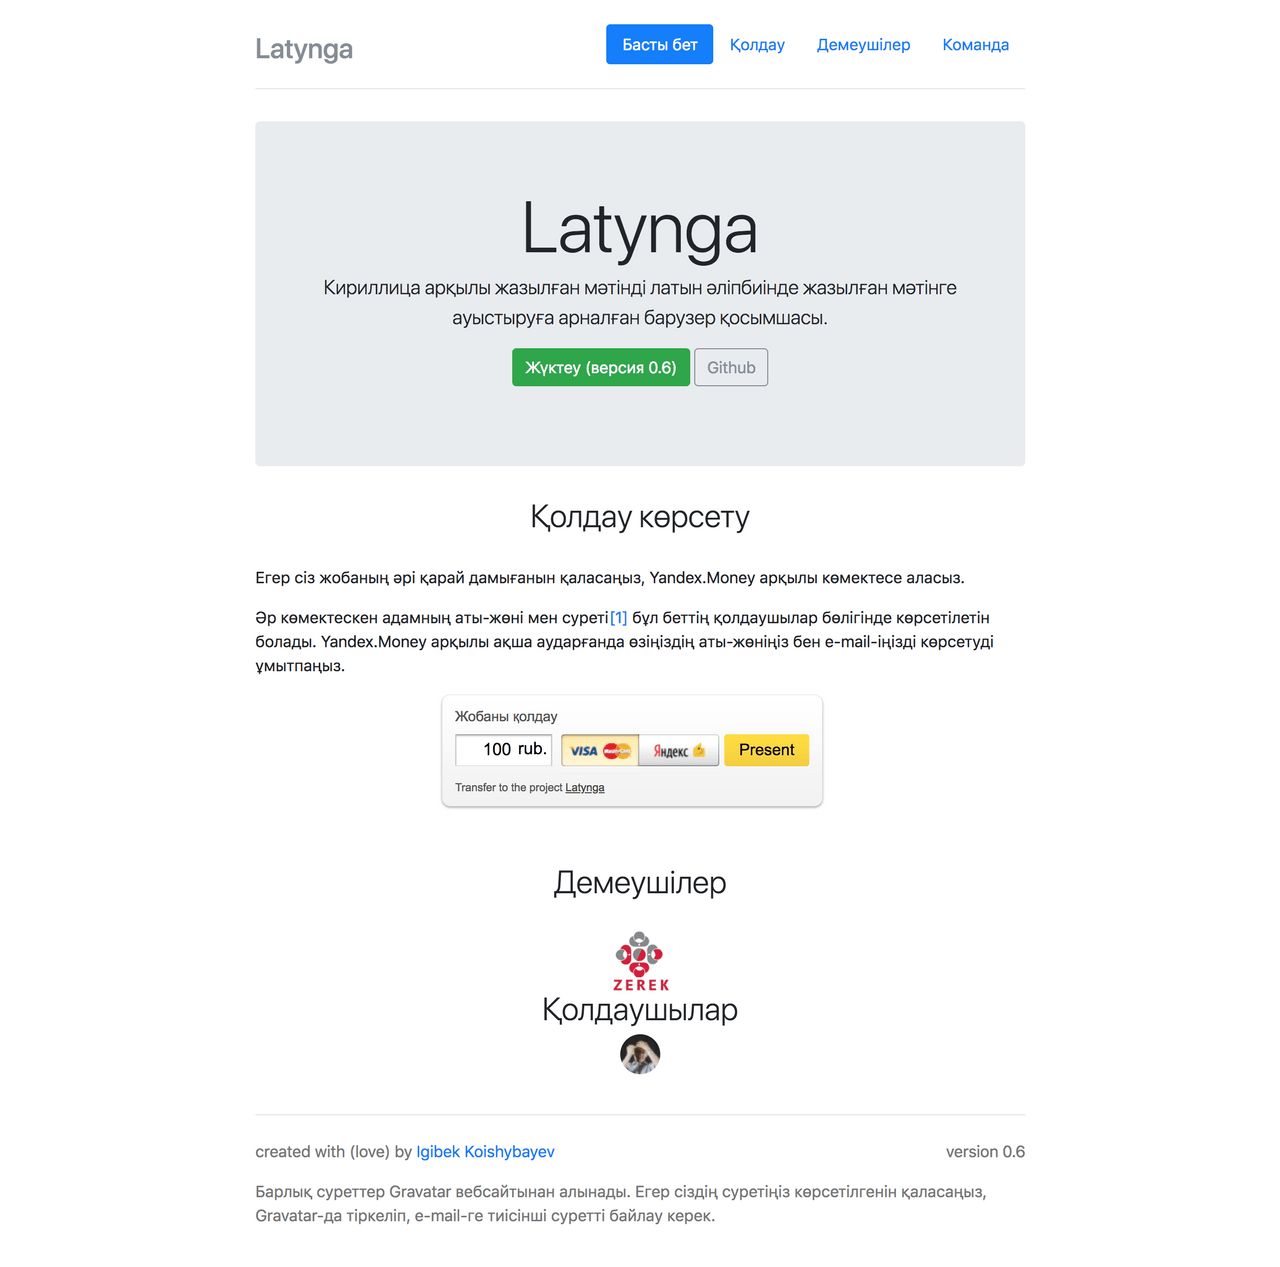 Latynga
Басты бет
Қолдау
Демеушілер
Команда
Latynga
Кириллица арқылы жазылған мәтінді латын әліпбиінде жазылған мәтінге
ауыстыруға арналған барузер қосымшасы.
Жүктеу (версия 0.6)
Github
Қолдау көрсету
Егер сіз жобаның әрі қарай дамығанын қаласаңыз, Yandex.Money арқылы көмектесе аласыз.
Әр көмектескен адамның аты-жөні мен суреті[1] бұл беттің қолдаушылар бөлігінде көрсетілетін
болады. Yandex.Money арқылы ақша аударғанда өзіңіздің аты-жөніңіз бен e-mail-іңізді көрсетуді
ұмытпаңыз.
Жобаны қолдау
100 rub.
VISA
MasterCard
Яндекс
Present
Transfer to the project Latynga
Демеушілер
ZEREK
Қолдаушылар
created with (love) by Igibek Koishybayev
version 0.6
Барлық суреттер Gravatar вебсайтынан алынады. Егер сіздің суретіңіз көрсетілгенін қаласаңыз,
Gravatar-да тіркеліп, e-mail-ге тиісінші суретті байлау керек.